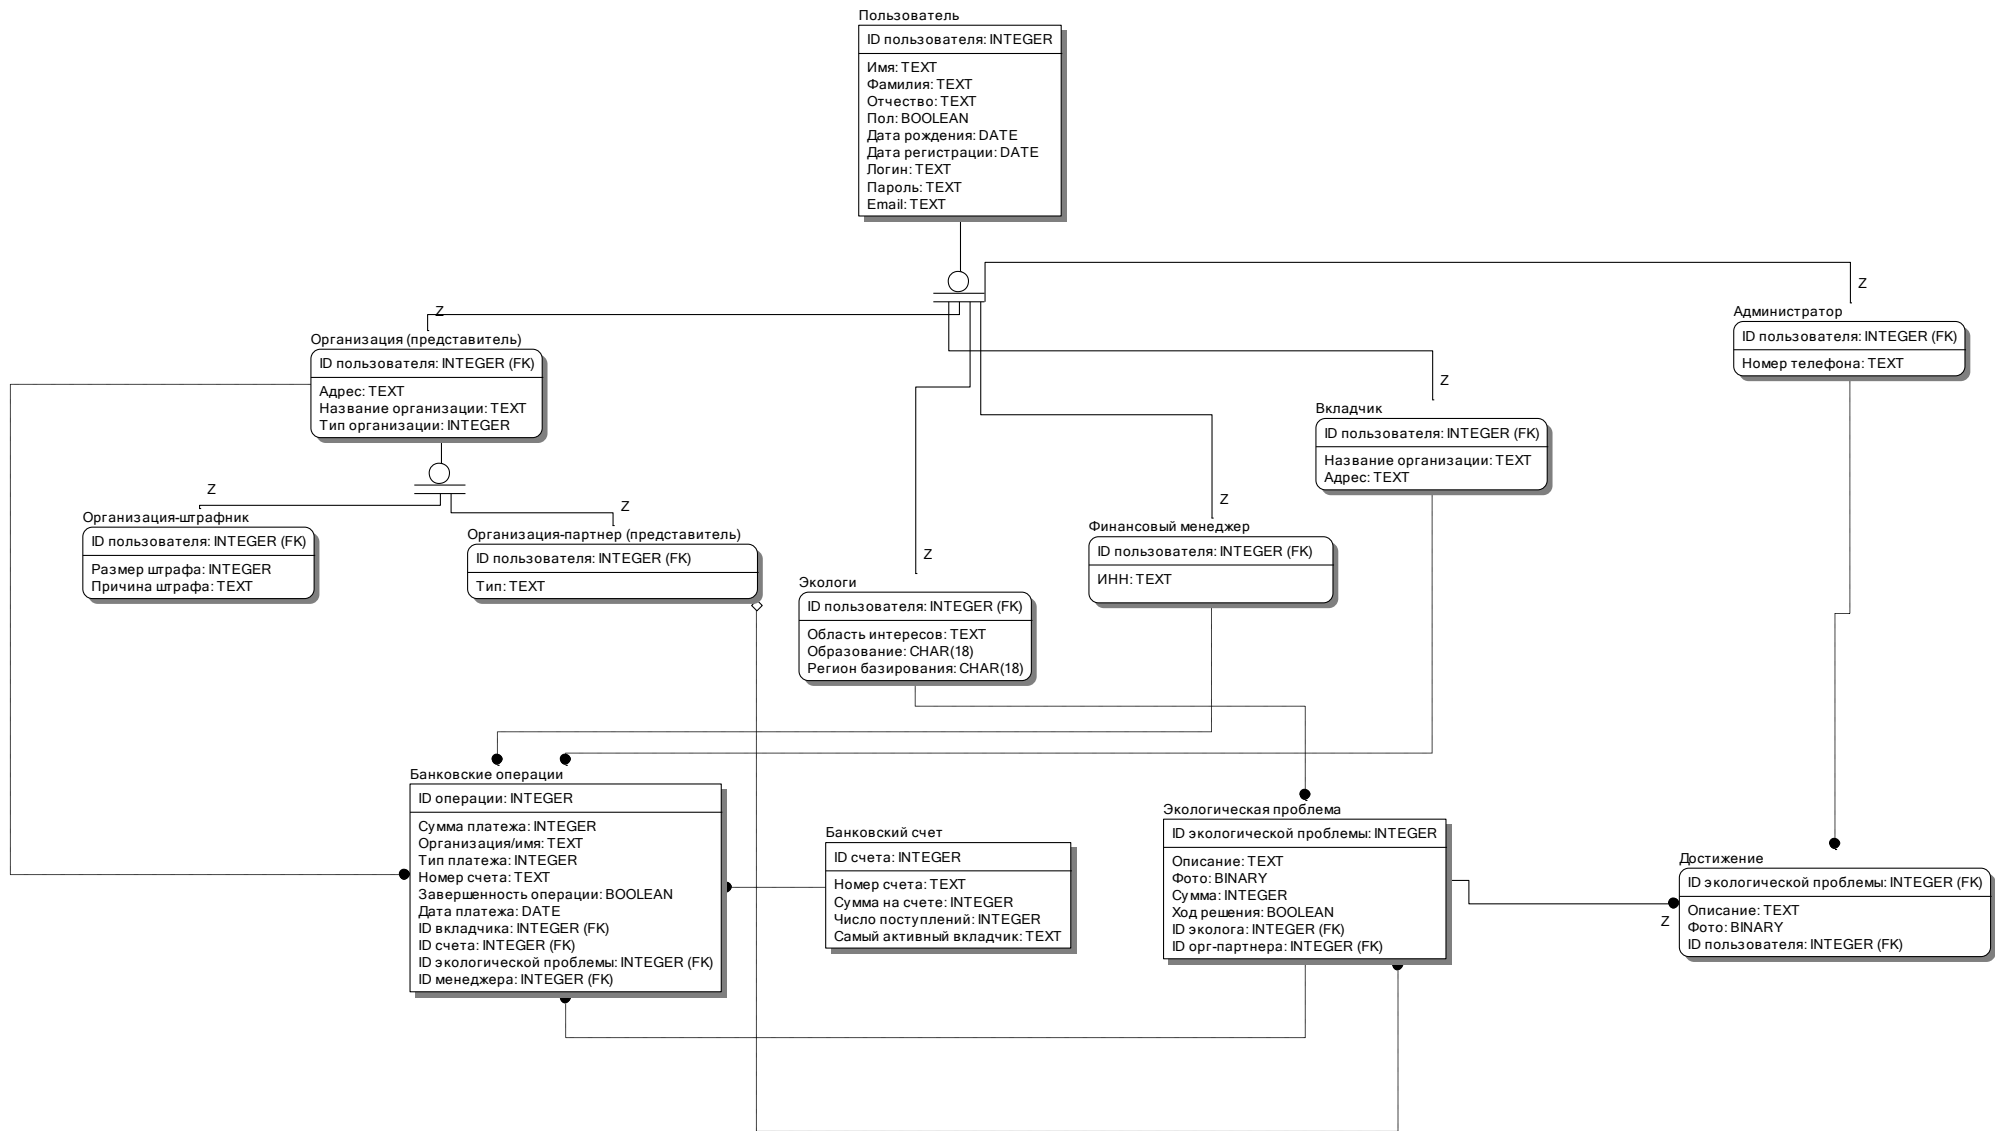 Пользователь
ID пользователя: INTEGER
Имя: TEXT
Фамилия: TEXT
Отчество: TEXT
Пол: BOOLEAN
Дата рождения: DATE
Дата регистрации: DATE
Логин: TEXT
Пароль: TEXT
Email: TEXT
Z
Организация (представитель)
ID пользователя: INTEGER (FK)
Адрес: TEXT
Название организации: TEXT
Тип организации: INTEGER
Z
Администратор
ID пользователя: INTEGER (FK)
Номер телефона: TEXT
Z
Вкладчик
ID пользователя: INTEGER (FK)
Название организации: TEXT
Адрес: TEXT
Z
Организация-штрафник
ID пользователя: INTEGER (FK)
Размер штрафа: INTEGER
Причина штрафа: TEXT
Z
Организация-партнер (представитель)
ID пользователя: INTEGER (FK)
Тип: TEXT
Z
Финансовый менеджер
ID пользователя: INTEGER (FK)
ИНН: TEXT
Z
Экологи
ID пользователя: INTEGER (FK)
Область интересов: TEXT
Образование: CHAR(18)
Регион базирования: CHAR(18)
Банковские операции
ID операции: INTEGER
Сумма платежа: INTEGER
Организация/имя: TEXT
Тип платежа: INTEGER
Номер счета: TEXT
Завершенность операции: BOOLEAN
Дата платежа: DATE
ID вкладчика: INTEGER (FK)
ID счета: INTEGER (FK)
ID экологической проблемы: INTEGER (FK)
ID менеджера: INTEGER (FK)
Банковский счет
ID счета: INTEGER
Номер счета: TEXT
Сумма на счете: INTEGER
Число поступлений: INTEGER
Самый активный вкладчик: TEXT
Экологическая проблема
ID экологической проблемы: INTEGER
Описание: TEXT
Фото: BINARY
Сумма: INTEGER
Ход решения: BOOLEAN
ID эколога: INTEGER (FK)
ID орг-партнера: INTEGER (FK)
Z
Достижение
ID экологической проблемы: INTEGER (FK)
Описание: TEXT
Фото: BINARY
ID пользователя: INTEGER (FK)